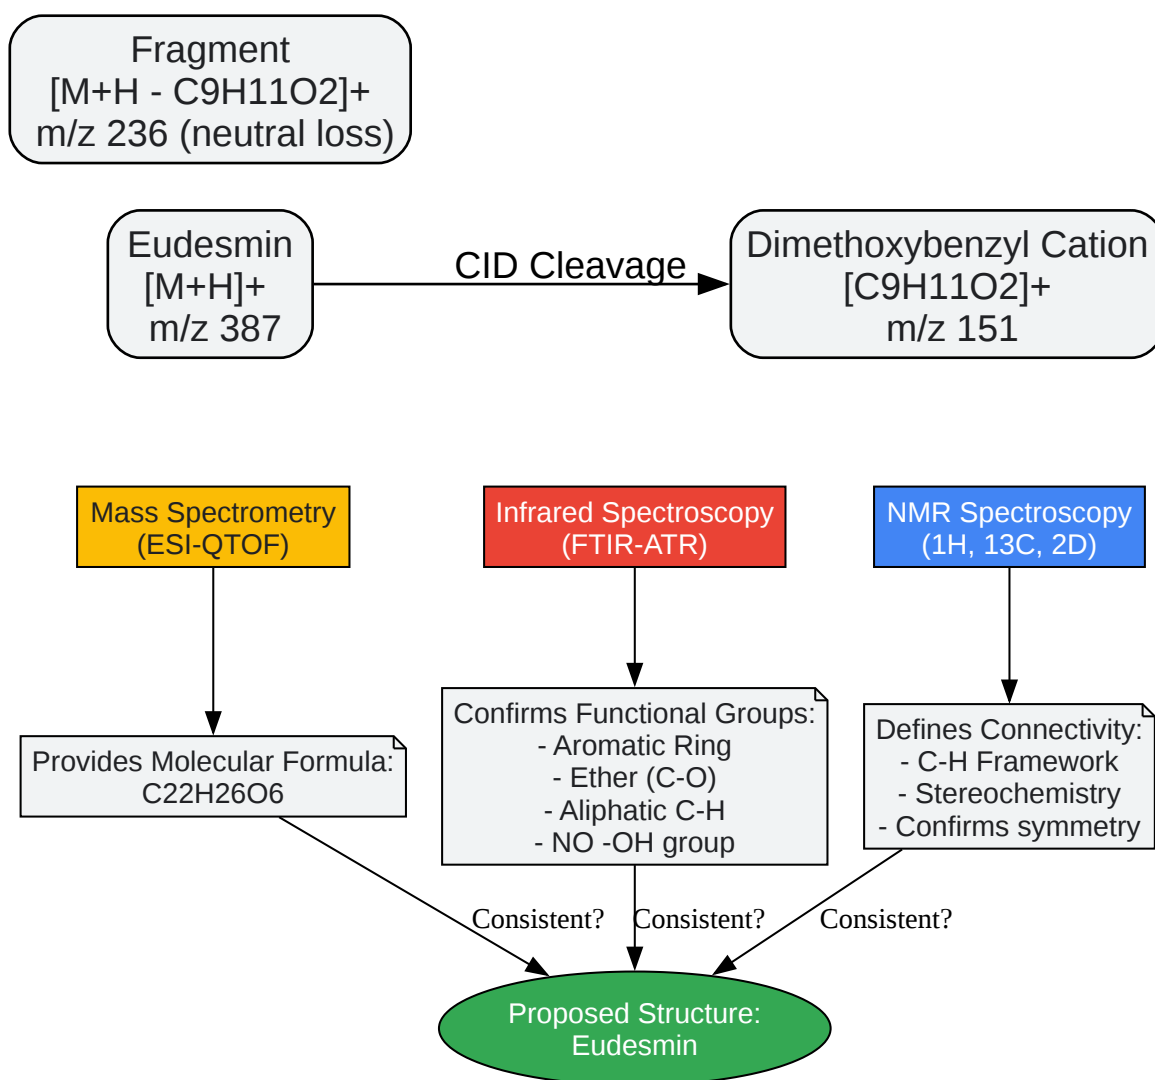 Fragment
[M+H - C9H11O2]+
m/z 236 (neutral loss)
Eudesmin
[M+H]+
m/z 387
CID Cleavage
Dimethoxybenzyl Cation
[C9H11O2]+
m/z 151
Mass Spectrometry
(ESI-QTOF)
Infrared Spectroscopy
(FTIR-ATR)
NMR Spectroscopy
(1H, 13C, 2D)
Provides Molecular Formula:
C22H26O6
Confirms Functional Groups:
- Aromatic Ring
- Ether (C-O)
- Aliphatic C-H
- NO -OH group
Defines Connectivity:
- C-H Framework
- Stereochemistry
- Confirms symmetry
Consistent?
Consistent?
Consistent?
Proposed Structure:
Eudesmin